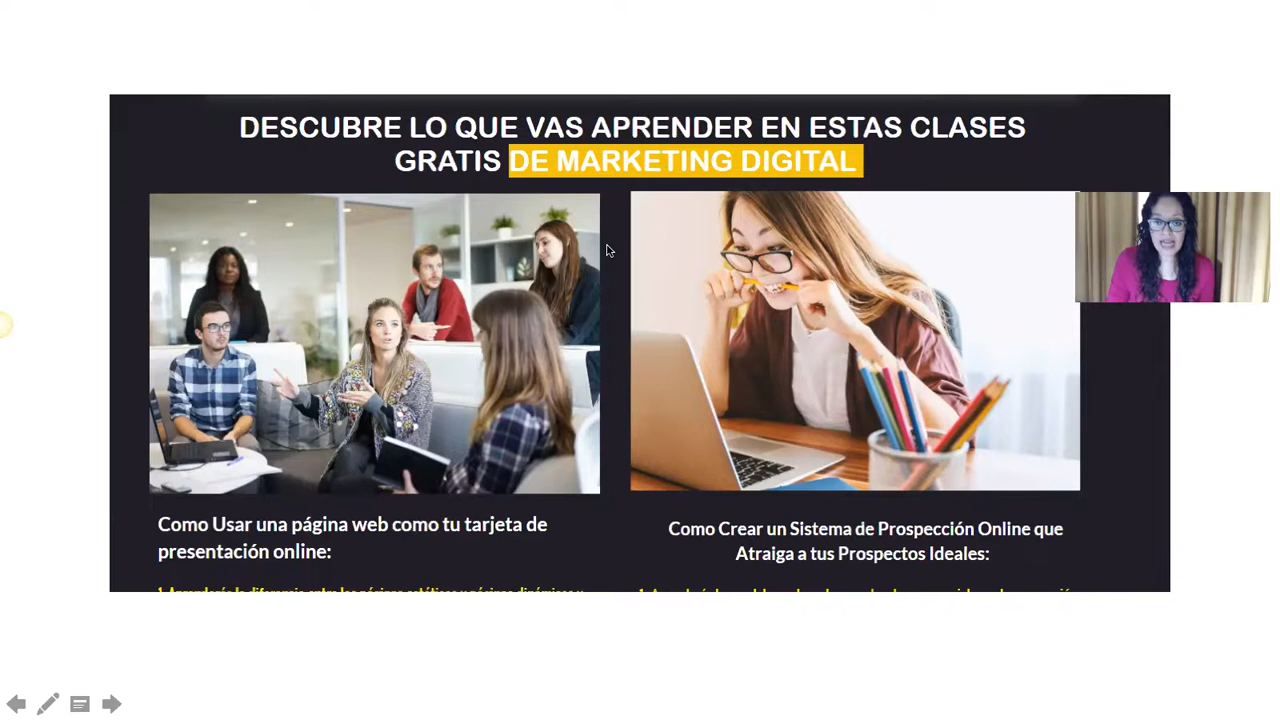 DESCUBRE LO QUE VAS APRENDER EN ESTAS CLASES
GRATIS DE MARKETING DIGITAL
Como Usar una página web como tu tarjeta de
presentación online:
Como Crear un Sistema de Prospección Online que
Atraiga a tus Prospectos Ideales: